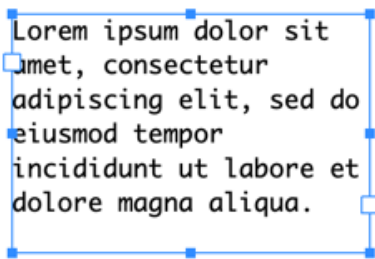 Lorem ipsum dolor sit
amet, consectetur
adipiscing elit, sed do
eiusmod tempor
incididunt ut labore et
dolore magna aliqua.